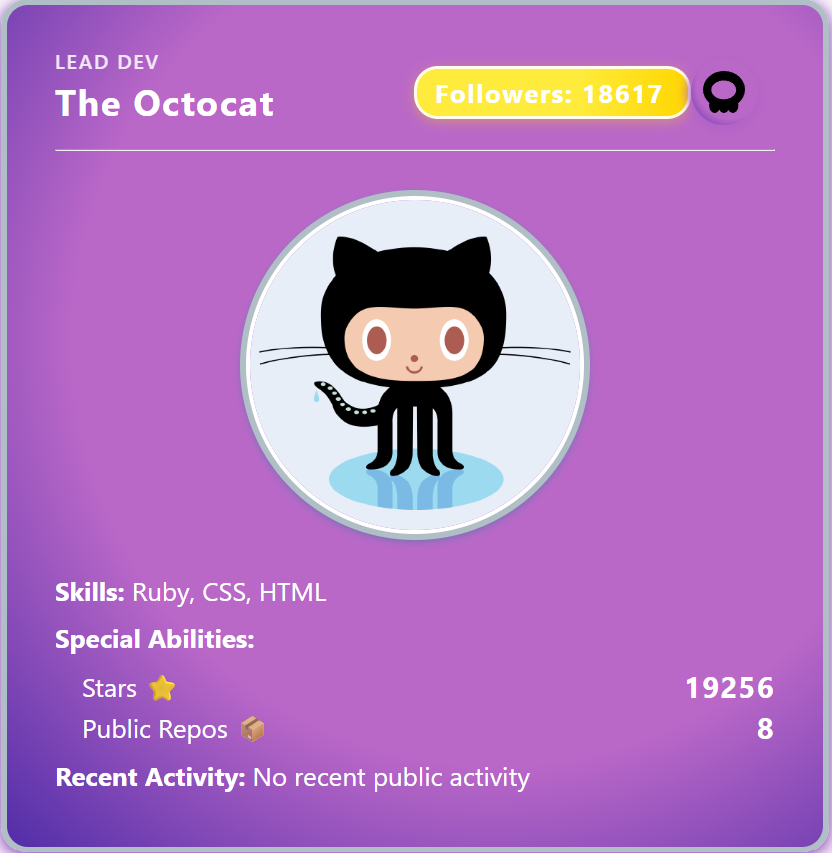 LEAD DEV
The Octocat
Followers: 18617
Skills: Ruby, CSS, HTML
Special Abilities:
Stars ⭐ 19256
Public Repos 📦 8
Recent Activity: No recent public activity